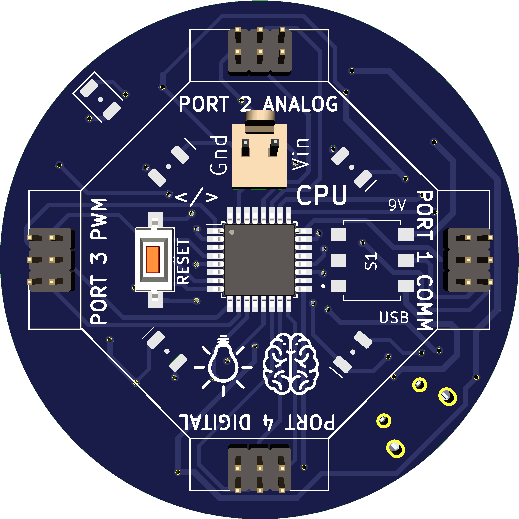 PORT 2 ANALOG
Gnd
Vin
CPU
</>
9V
PORT 3 PWM
RESET
S1
PORT 1 COMM
USB
PORT 4 DIGITAL